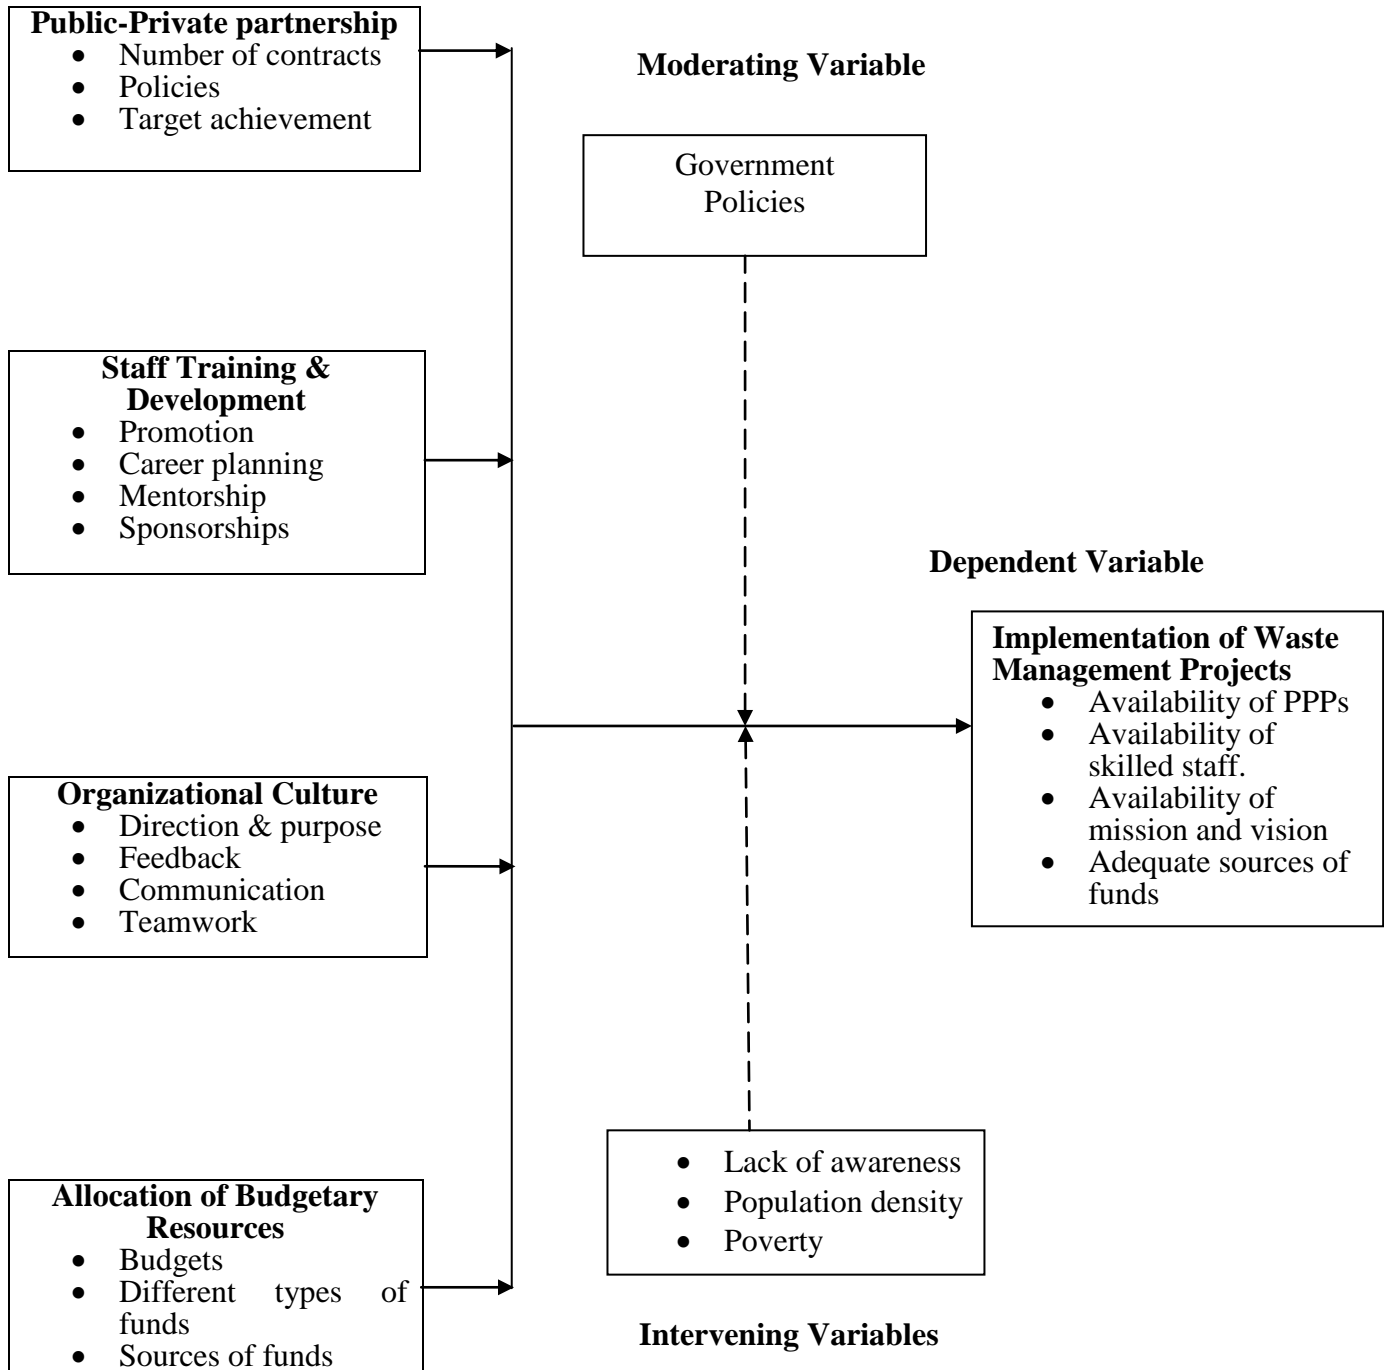 Public-Private partnership
• Number of contracts
• Policies
• Target achievement
Moderating Variable
Government
Policies
Staff Training &
Development
• Promotion
• Career planning
• Mentorship
• Sponsorships
Dependent Variable
Implementation of Waste
Management Projects
• Availability of PPPs
• Availability of
skilled staff.
• Availability of
mission and vision
• Adequate sources of
funds
Organizational Culture
• Direction & purpose
• Feedback
• Communication
• Teamwork
• Lack of awareness
• Population density
• Poverty
Allocation of Budgetary
Resources
• Budgets
• Different types of
funds
• Sources of funds
Intervening Variables